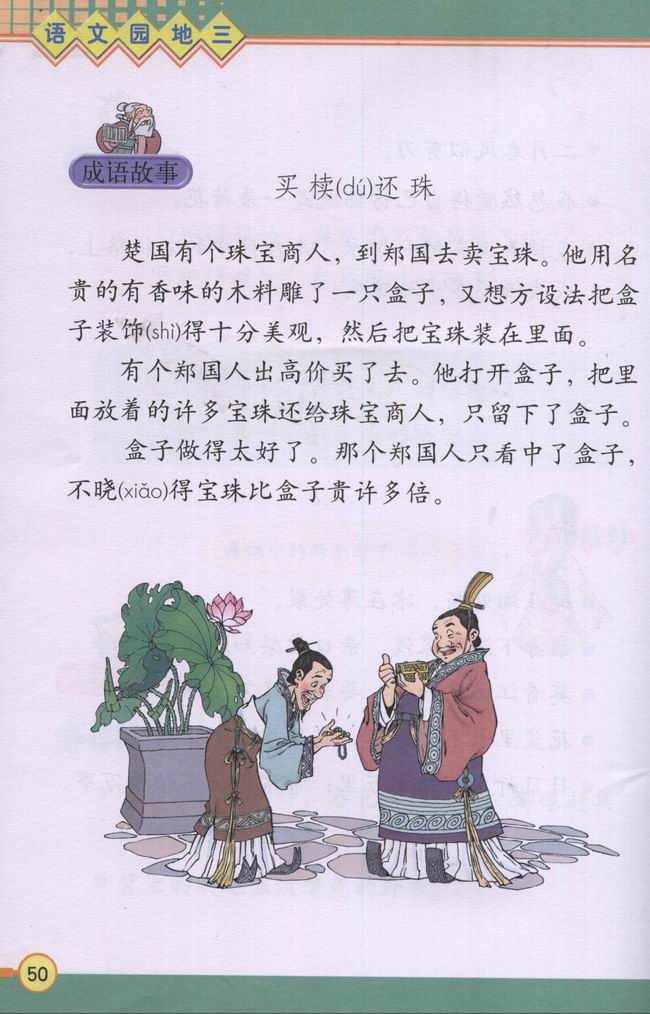 语文园地三
成语故事
买椟(dú)还珠
楚国有个珠宝商人，到郑国去卖宝珠。他用名
贵的有香味的木料雕了一只盒子，又想方设法把盒
子装饰(shì)得十分美观，然后把宝珠装在里面。
有个郑国人出高价买了去。他打开盒子，把里
面放着的许多宝珠还给珠宝商人，只留下了盒子。
盒子做得太好了。那个郑国人只看中了盒子，
不晓(xiǎo)得宝珠比盒子贵许多倍。
50